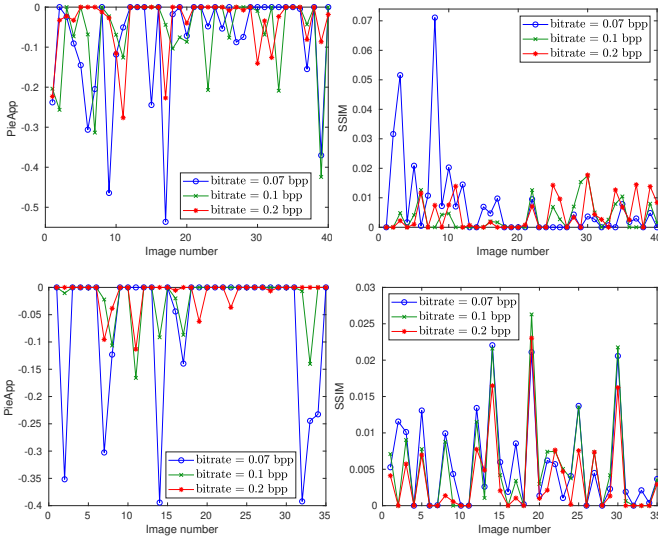 0
-0.1
-0.2
-0.3
-0.4
-0.5
PieApp
0 10 20 30 40
Image number
bitrate = 0.07 bpp
bitrate = 0.1 bpp
bitrate = 0.2 bpp
0.08
0.07
0.06
0.05
0.04
0.03
0.02
0.01
0
SSIM
0 10 20 30 40
Image number
bitrate = 0.07 bpp
bitrate = 0.1 bpp
bitrate = 0.2 bpp
0
-0.05
-0.1
-0.15
-0.2
-0.25
-0.3
-0.35
-0.4
PieApp
0 5 10 15 20 25 30 35
Image number
bitrate = 0.07 bpp
bitrate = 0.1 bpp
bitrate = 0.2 bpp
0.03
0.025
0.02
0.015
0.01
0.005
0
SSIM
0 5 10 15 20 25 30 35
Image number
bitrate = 0.07 bpp
bitrate = 0.1 bpp
bitrate = 0.2 bpp